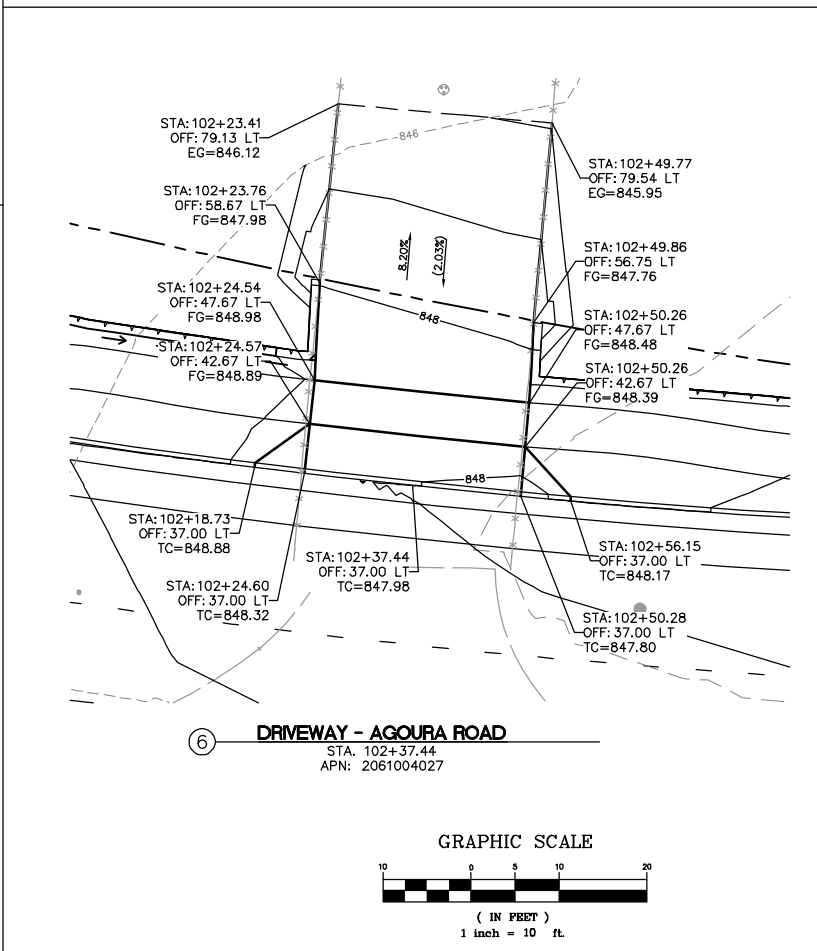 STA: 102+23.41
OFF: 79.13 LT
EG=846.12
846
STA: 102+49.77
OFF: 79.54 LT
EG=845.95
STA: 102+23.76
OFF: 58.67 LT
FG=847.98
8.20%
(2.03%)
STA: 102+49.86
OFF: 56.75 LT
FG=847.76
STA: 102+24.54
OFF: 47.67 LT
FG=848.98
848
STA: 102+50.26
OFF: 47.67 LT
FG=848.48
STA: 102+24.57
OFF: 42.67 LT
FG=848.89
STA: 102+50.26
OFF: 42.67 LT
FG=848.39
848
STA: 102+18.73
OFF: 37.00 LT
TC=848.88
STA: 102+37.44
OFF: 37.00 LT
TC=847.98
STA: 102+56.15
OFF: 37.00 LT
TC=848.17
STA: 102+24.60
OFF: 37.00 LT
TC=848.32
STA: 102+50.28
OFF: 37.00 LT
TC=847.80
6
DRIVEWAY - AGOURA ROAD
STA. 102+37.44
APN: 2061004027
GRAPHIC SCALE
10 0 5 10 20
( IN FEET )
1 inch = 10 ft.